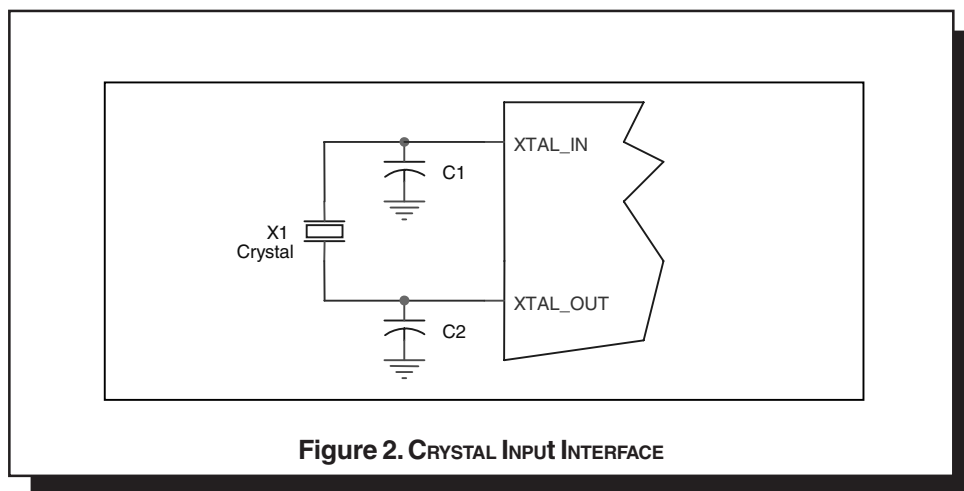 XTAL_IN
C1
X1
Crystal
XTAL_OUT
C2
Figure 2. CRYSTAL INPUt INTERFACE